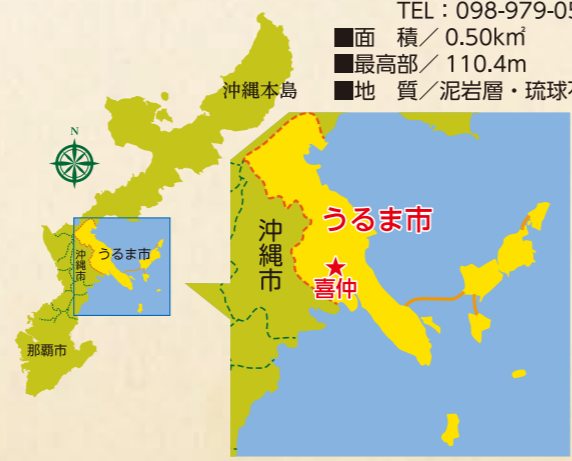 TEL：098-979-05
■面　積／ 0.50k㎡
■最高部／ 110.4m
■地　質／泥岩層・琉球
沖縄本島
N
うるま市
沖縄市
那覇市
うるま市
沖縄市
★
喜仲